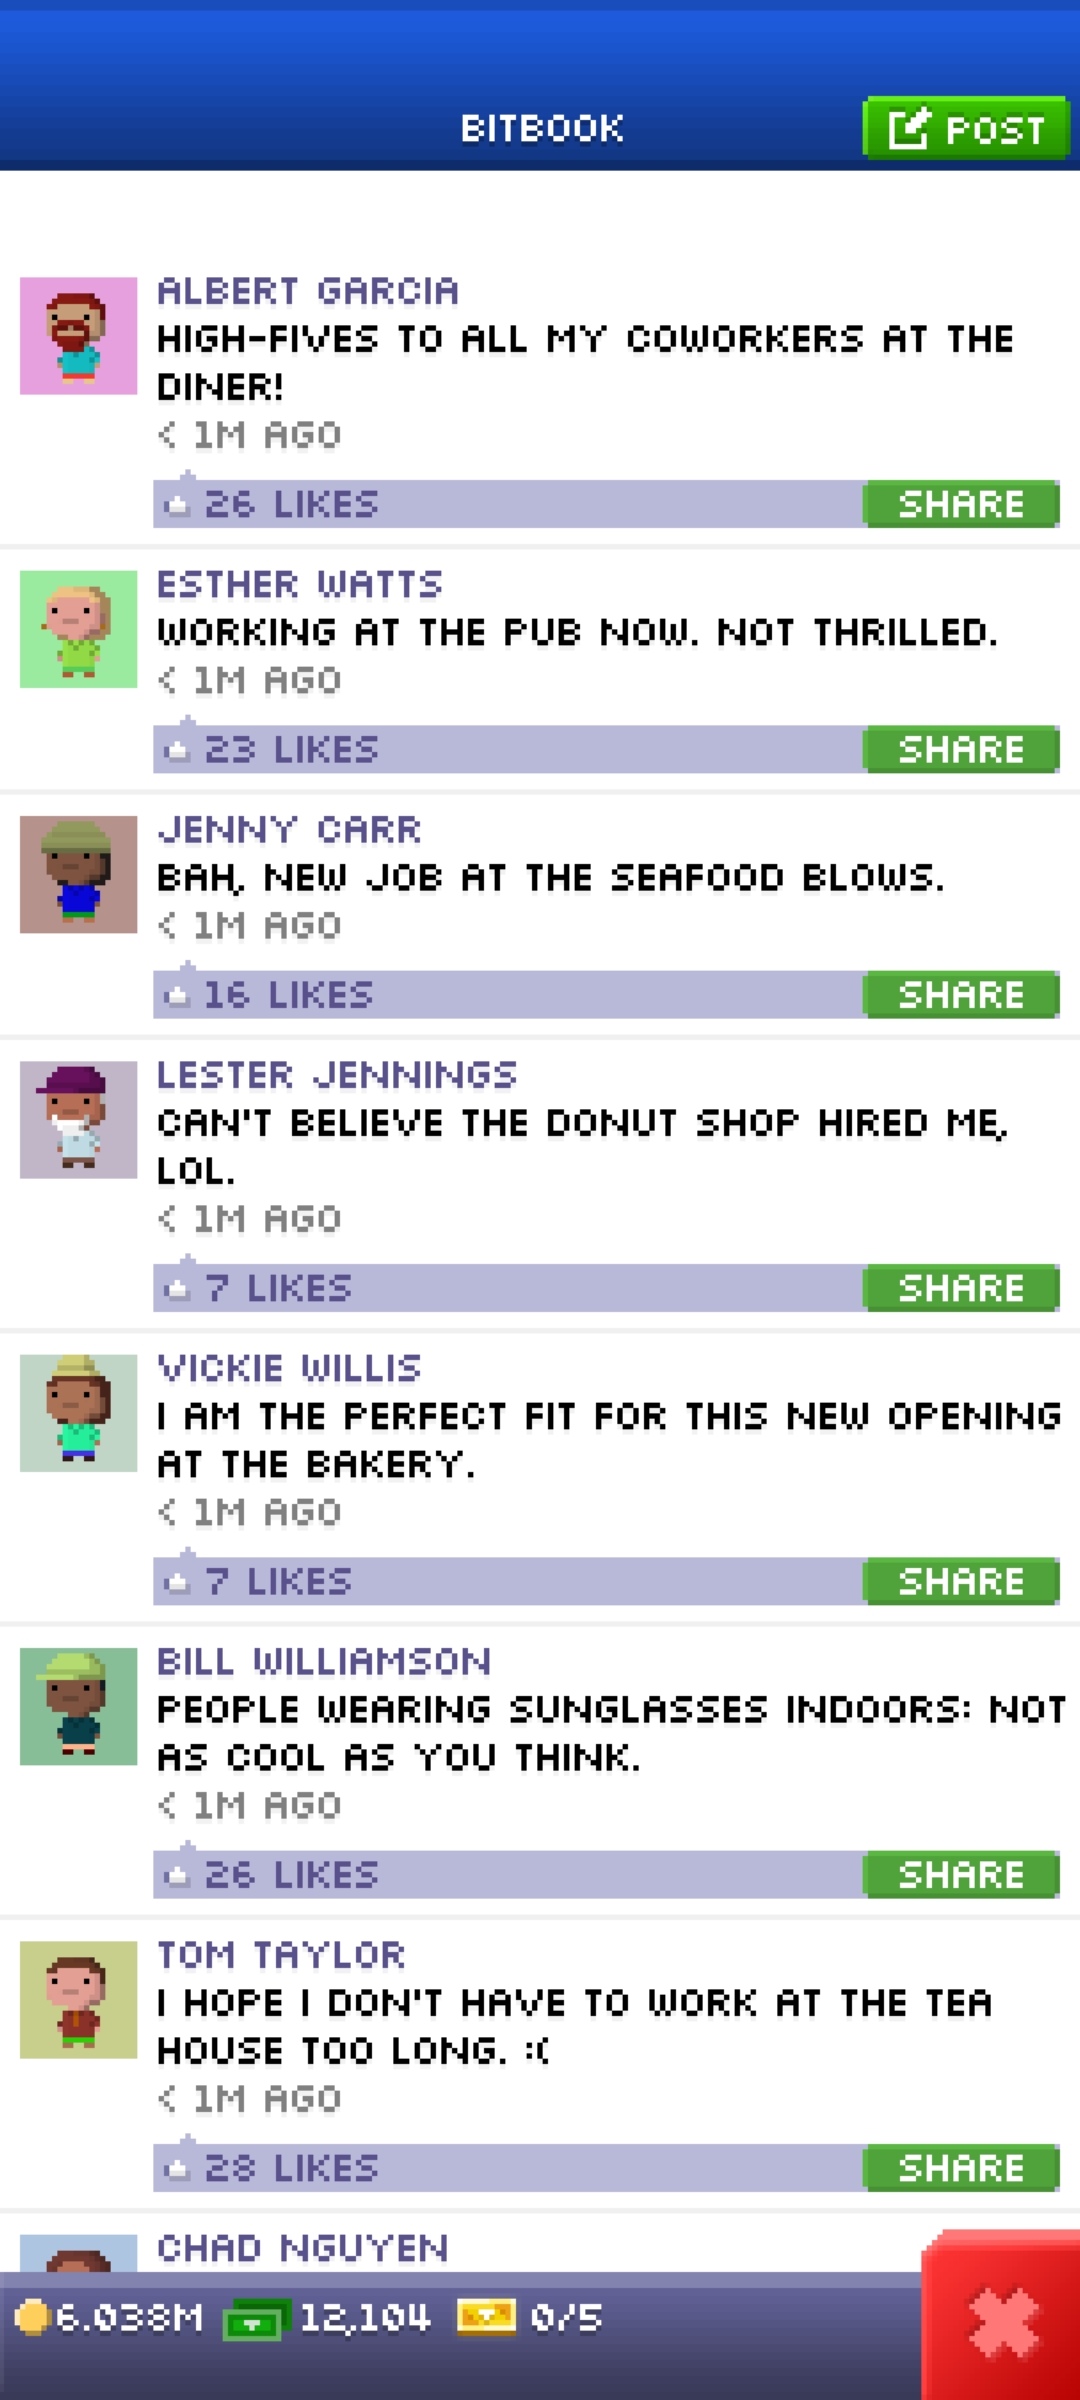 BITBOOK
POST
ALBERT GARCIA
HIGH-FIVES TO ALL MY COWORKERS AT THE
DINER!
< 1M AGO
26 LIKES
SHARE
ESTHER WATTS
WORKING AT THE PUB NOW. NOT THRILLED.
< 1M AGO
23 LIKES
SHARE
JENNY CARR
BAH, NEW JOB AT THE SEAFOOD BLOWS.
< 1M AGO
16 LIKES
SHARE
LESTER JENNINGS
CAN'T BELIEVE THE DONUT SHOP HIRED ME,
LOL.
< 1M AGO
7 LIKES
SHARE
VICKIE WILLIS
I AM THE PERFECT FIT FOR THIS NEW OPENING
AT THE BAKERY.
< 1M AGO
7 LIKES
SHARE
BILL WILLIAMSON
PEOPLE WEARING SUNGLASSES INDOORS: NOT
AS COOL AS YOU THINK.
< 1M AGO
26 LIKES
SHARE
TOM TAYLOR
I HOPE I DON'T HAVE TO WORK AT THE TEA
HOUSE TOO LONG. :(
< 1M AGO
28 LIKES
SHARE
CHAD NGUYEN
6.038M 12,104 0/5